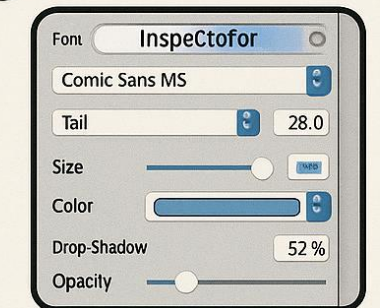 Font InspeCtofor
Comic Sans MS
Tail 28.0
Size
Color
Drop-Shadow 52 %
Opacity